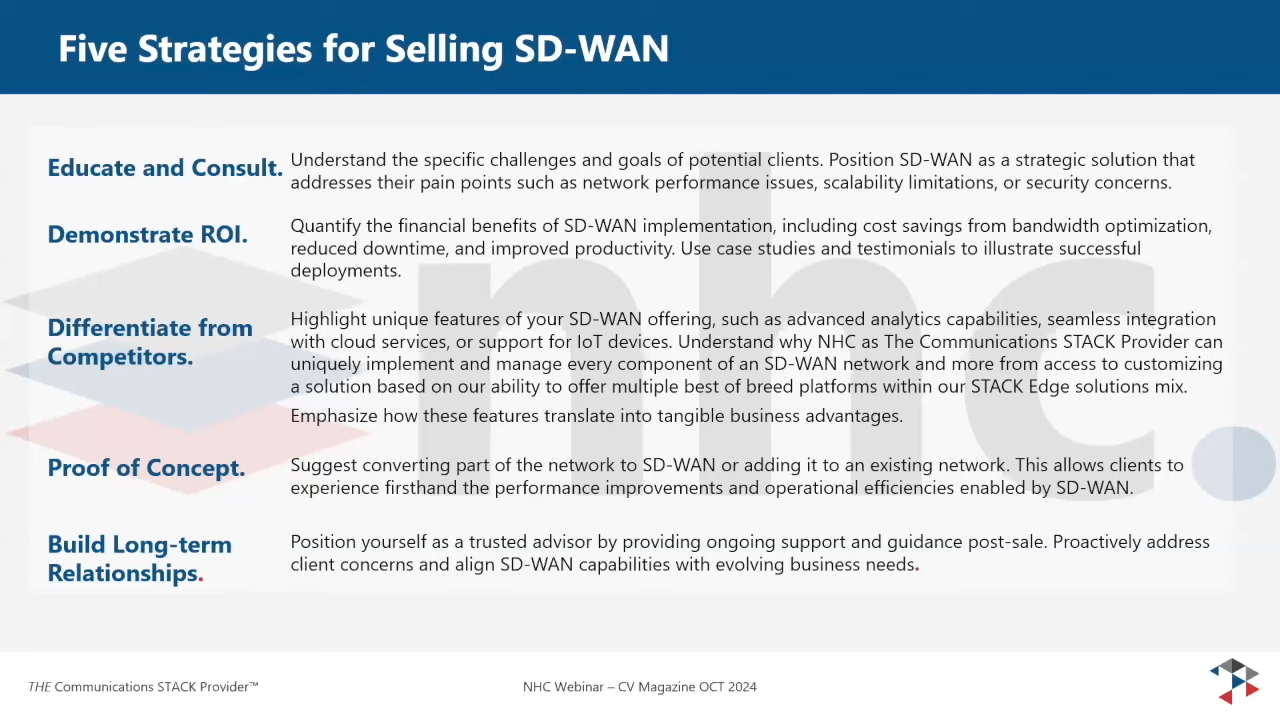 Five Strategies for Selling SD-WAN
Educate and Consult.
Understand the specific challenges and goals of potential clients. Position SD-WAN as a strategic solution that
addresses their pain points such as network performance issues, scalability limitations, or security concerns.
Demonstrate ROI.
Quantify the financial benefits of SD-WAN implementation, including cost savings from bandwidth optimization,
reduced downtime, and improved productivity. Use case studies and testimonials to illustrate successful
deployments.
Differentiate from
Competitors.
Highlight unique features of your SD-WAN offering, such as advanced analytics capabilities, seamless integration
with cloud services, or support for IoT devices. Understand why NHC as The Communications STACK Provider can
uniquely implement and manage every component of an SD-WAN network and more from access to customizing
a solution based on our ability to offer multiple best of breed platforms within our STACK Edge solutions mix.
Emphasize how these features translate into tangible business advantages.
Proof of Concept.
Suggest converting part of the network to SD-WAN or adding it to an existing network. This allows clients to
experience firsthand the performance improvements and operational efficiencies enabled by SD-WAN.
Build Long-term
Relationships.
Position yourself as a trusted advisor by providing ongoing support and guidance post-sale. Proactively address
client concerns and align SD-WAN capabilities with evolving business needs.
nhc.
THE Communications STACK Provider™
NHC Webinar – CV Magazine OCT 2024